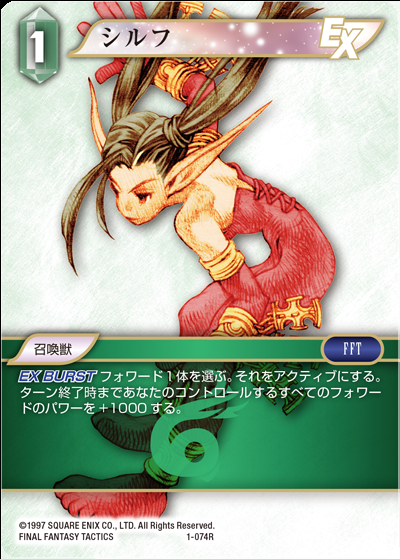 1
シルフ
EX
召喚獣
FFT
EX BURST フォワード1体を選ぶ。それをアクティブにする。
ターン終了時まであなたのコントロールするすべてのフォワー
ドのパワーを+1000する。
©1997 SQUARE ENIX CO., LTD. All Rights Reserved.
FINAL FANTASY TACTICS
1-074R